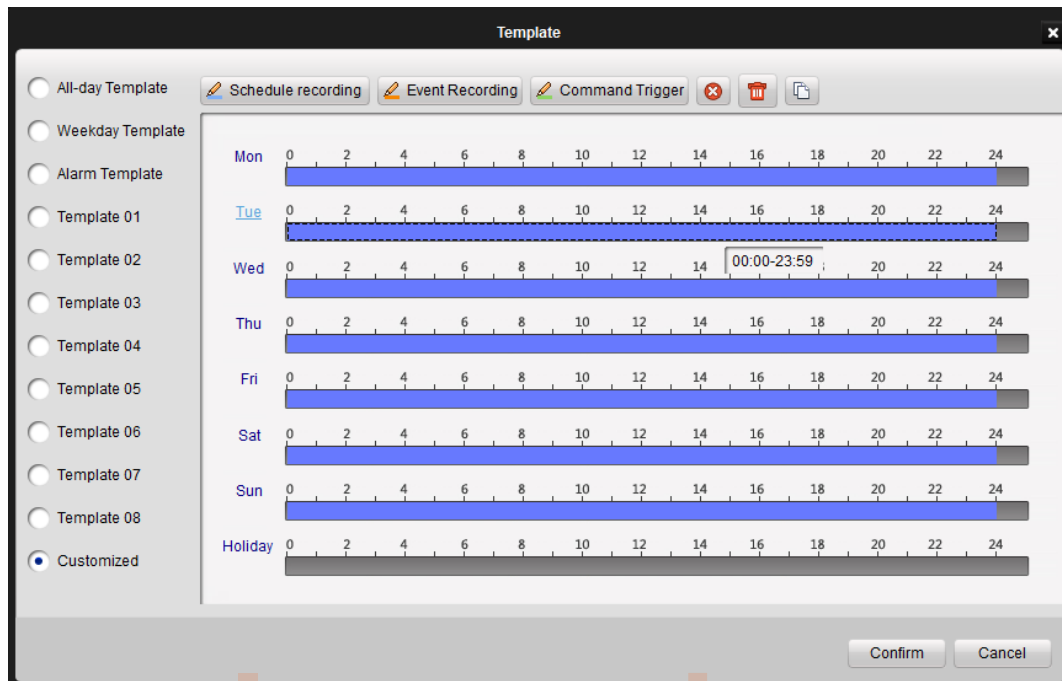 Template
All-day Template
Weekday Template
Alarm Template
Template 01
Template 02
Template 03
Template 04
Template 05
Template 06
Template 07
Template 08
Customized
Schedule recording Event Recording Command Trigger
Mon 0 2 4 6 8 10 12 14 16 18 20 22 24
Tue 0 2 4 6 8 10 12 14 16 18 20 22 24
Wed 0 2 4 6 8 10 12 14 00:00-23:59 20 22 24
Thu 0 2 4 6 8 10 12 14 16 18 20 22 24
Fri 0 2 4 6 8 10 12 14 16 18 20 22 24
Sat 0 2 4 6 8 10 12 14 16 18 20 22 24
Sun 0 2 4 6 8 10 12 14 16 18 20 22 24
Holiday 0 2 4 6 8 10 12 14 16 18 20 22 24
Confirm Cancel